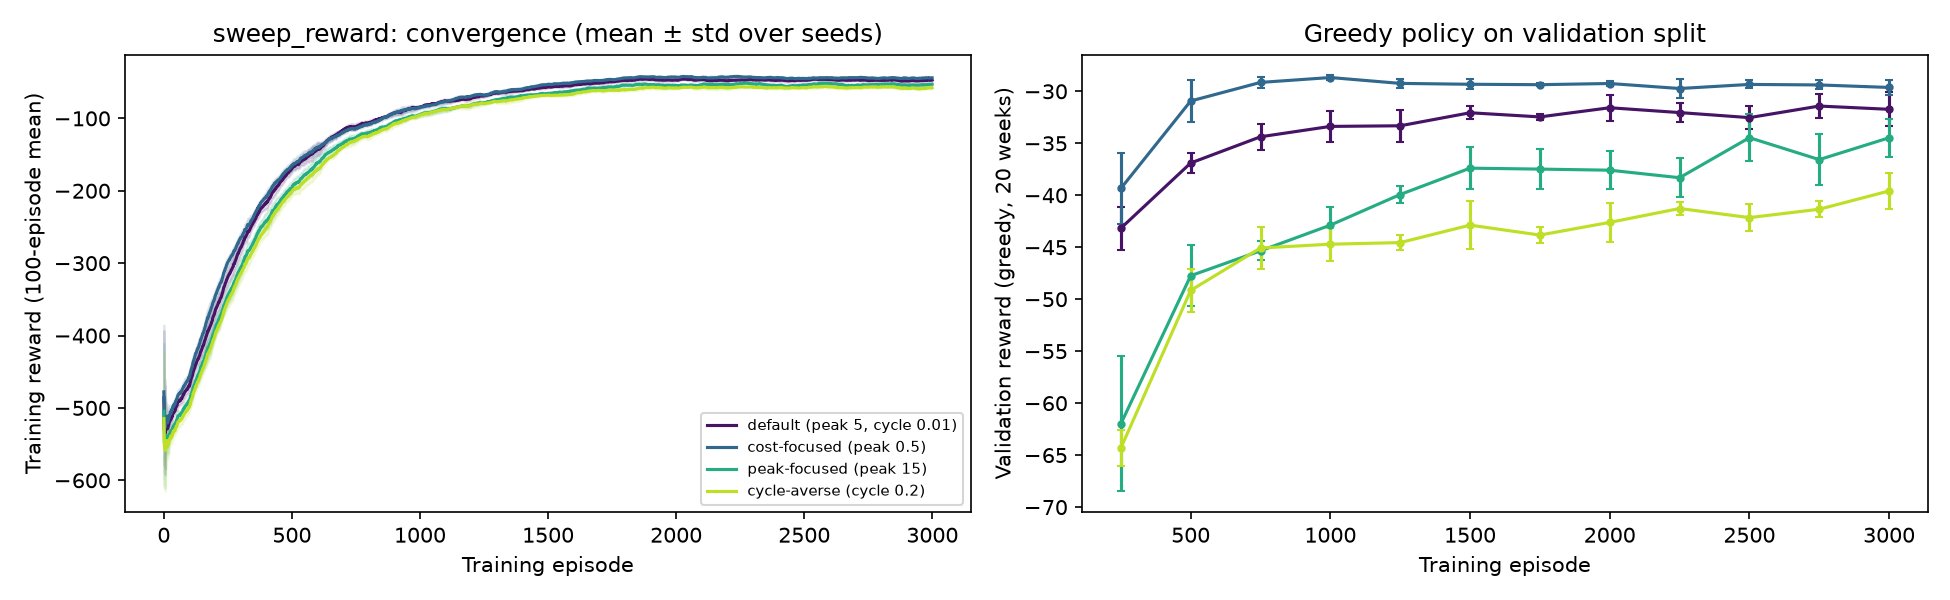 sweep_reward: convergence (mean ± std over seeds)
Training reward (100-episode mean)
−100
−200
−300
−400
−500
−600
default (peak 5, cycle 0.01)
cost-focused (peak 0.5)
peak-focused (peak 15)
cycle-averse (cycle 0.2)
0 500 1000 1500 2000 2500 3000
Training episode
Greedy policy on validation split
Validation reward (greedy, 20 weeks)
−30
−35
−40
−45
−50
−55
−60
−65
−70
500 1000 1500 2000 2500 3000
Training episode